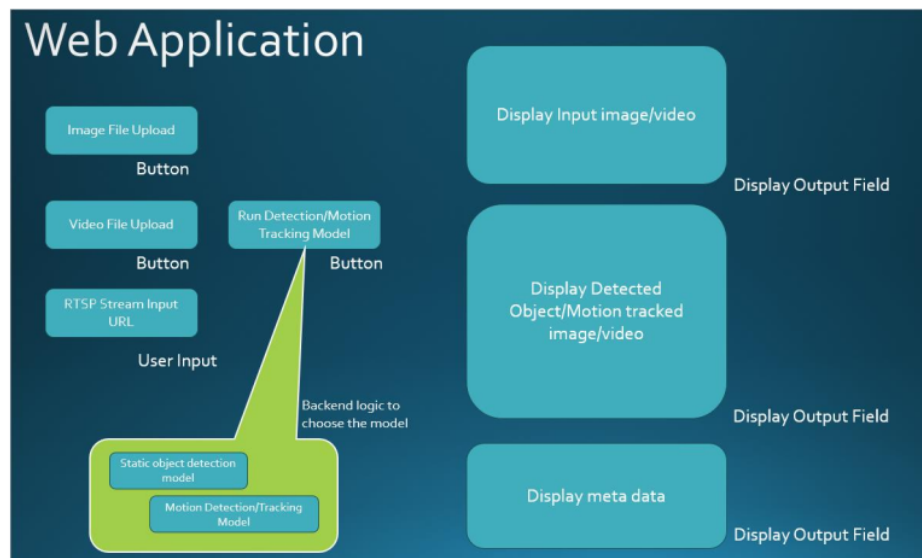 Web Application
Image File Upload
Button
Video File Upload
Button
RTSP Stream Input
URL
User Input
Run Detection/Motion
Tracking Model
Button
Backend logic to
choose the model
Static object detection
model
Motion Detection/Tracking
Model
Display Input image/video
Display Output Field
Display Detected
Object/Motion tracked
image/video
Display Output Field
Display meta data
Display Output Field